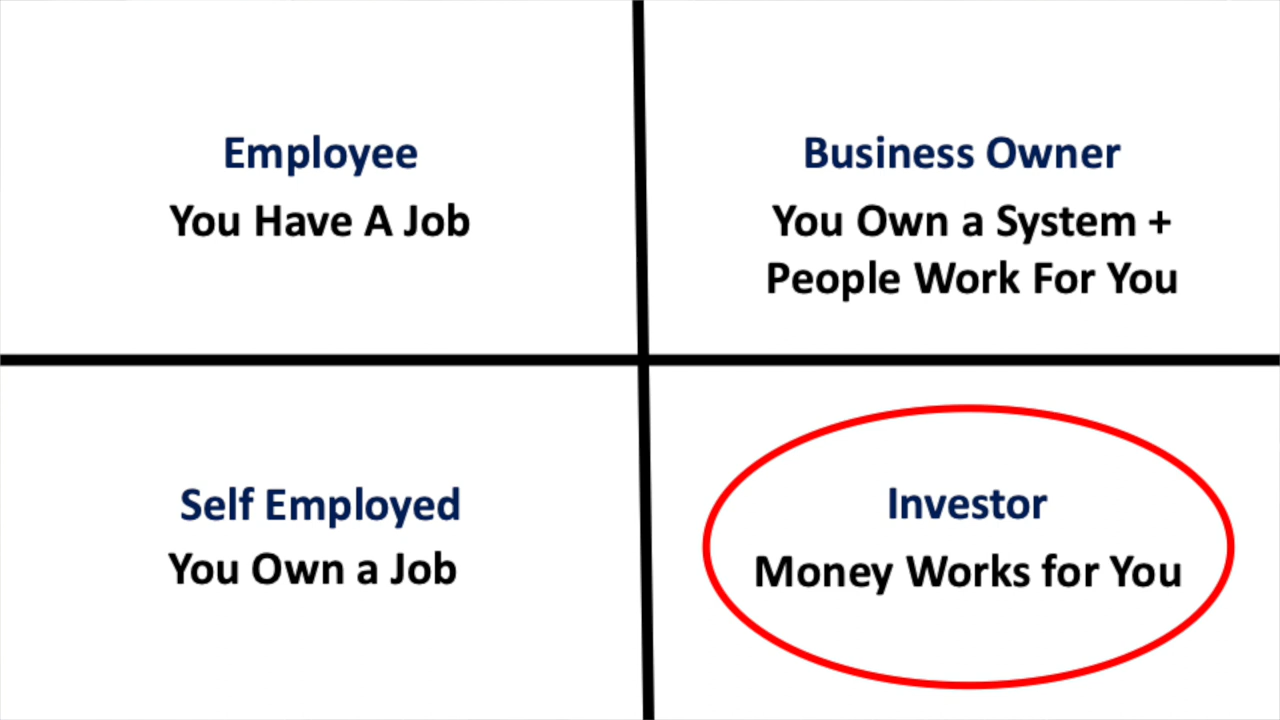 Employee
You Have A Job
Business Owner
You Own a System +
People Work For You
Self Employed
You Own a Job
Investor
Money Works for You